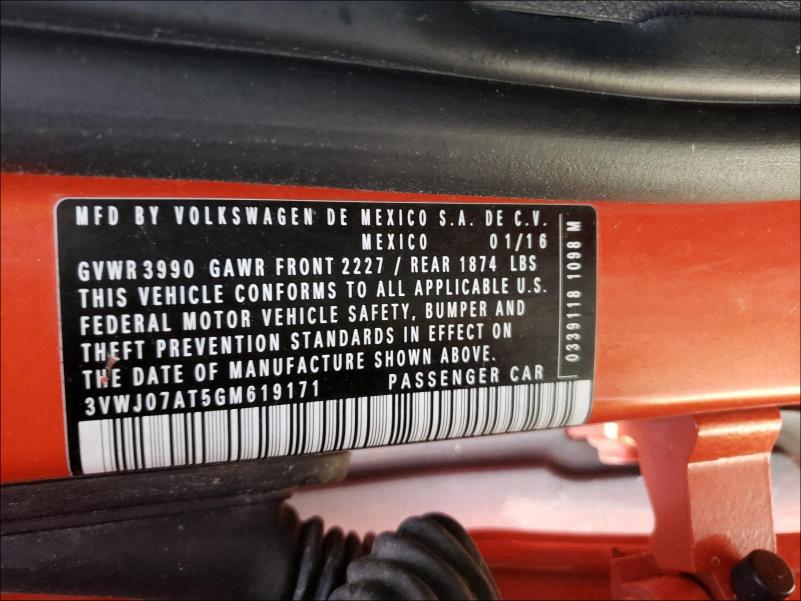 MFD BY VOLKSWAGEN DE MEXICO S.A. DE C.V.
MEXICO 01/16
GVWR 3990 GAWR FRONT 2227 / REAR 1874 LBS
THIS VEHICLE CONFORMS TO ALL APPLICABLE U.S.
FEDERAL MOTOR VEHICLE SAFETY, BUMPER AND
THEFT PREVENTION STANDARDS IN EFFECT ON
THE DATE OF MANUFACTURE SHOWN ABOVE.
3VWJ07AT5GM619171 PASSENGER CAR
0339118 1098 M